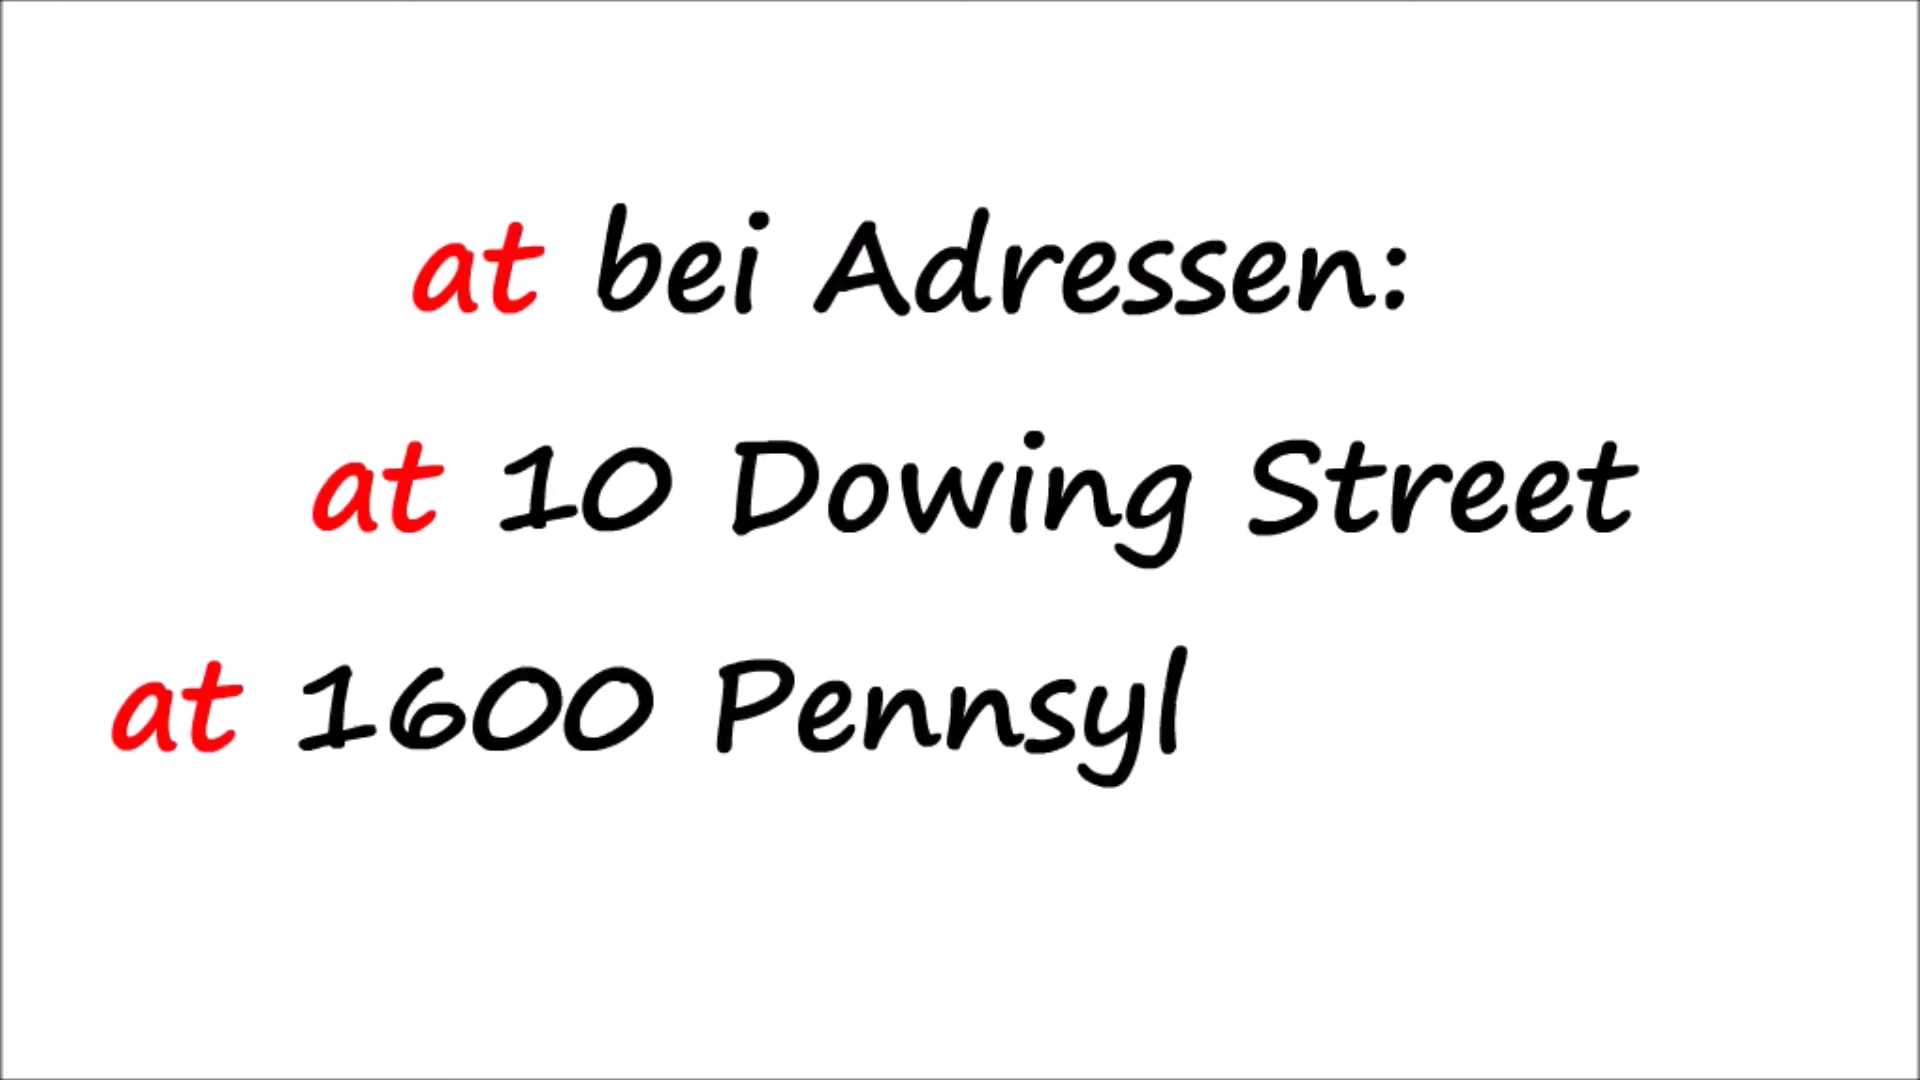 at bei Adressen:
at 10 Dowing Street
at 1600 Pennsyl